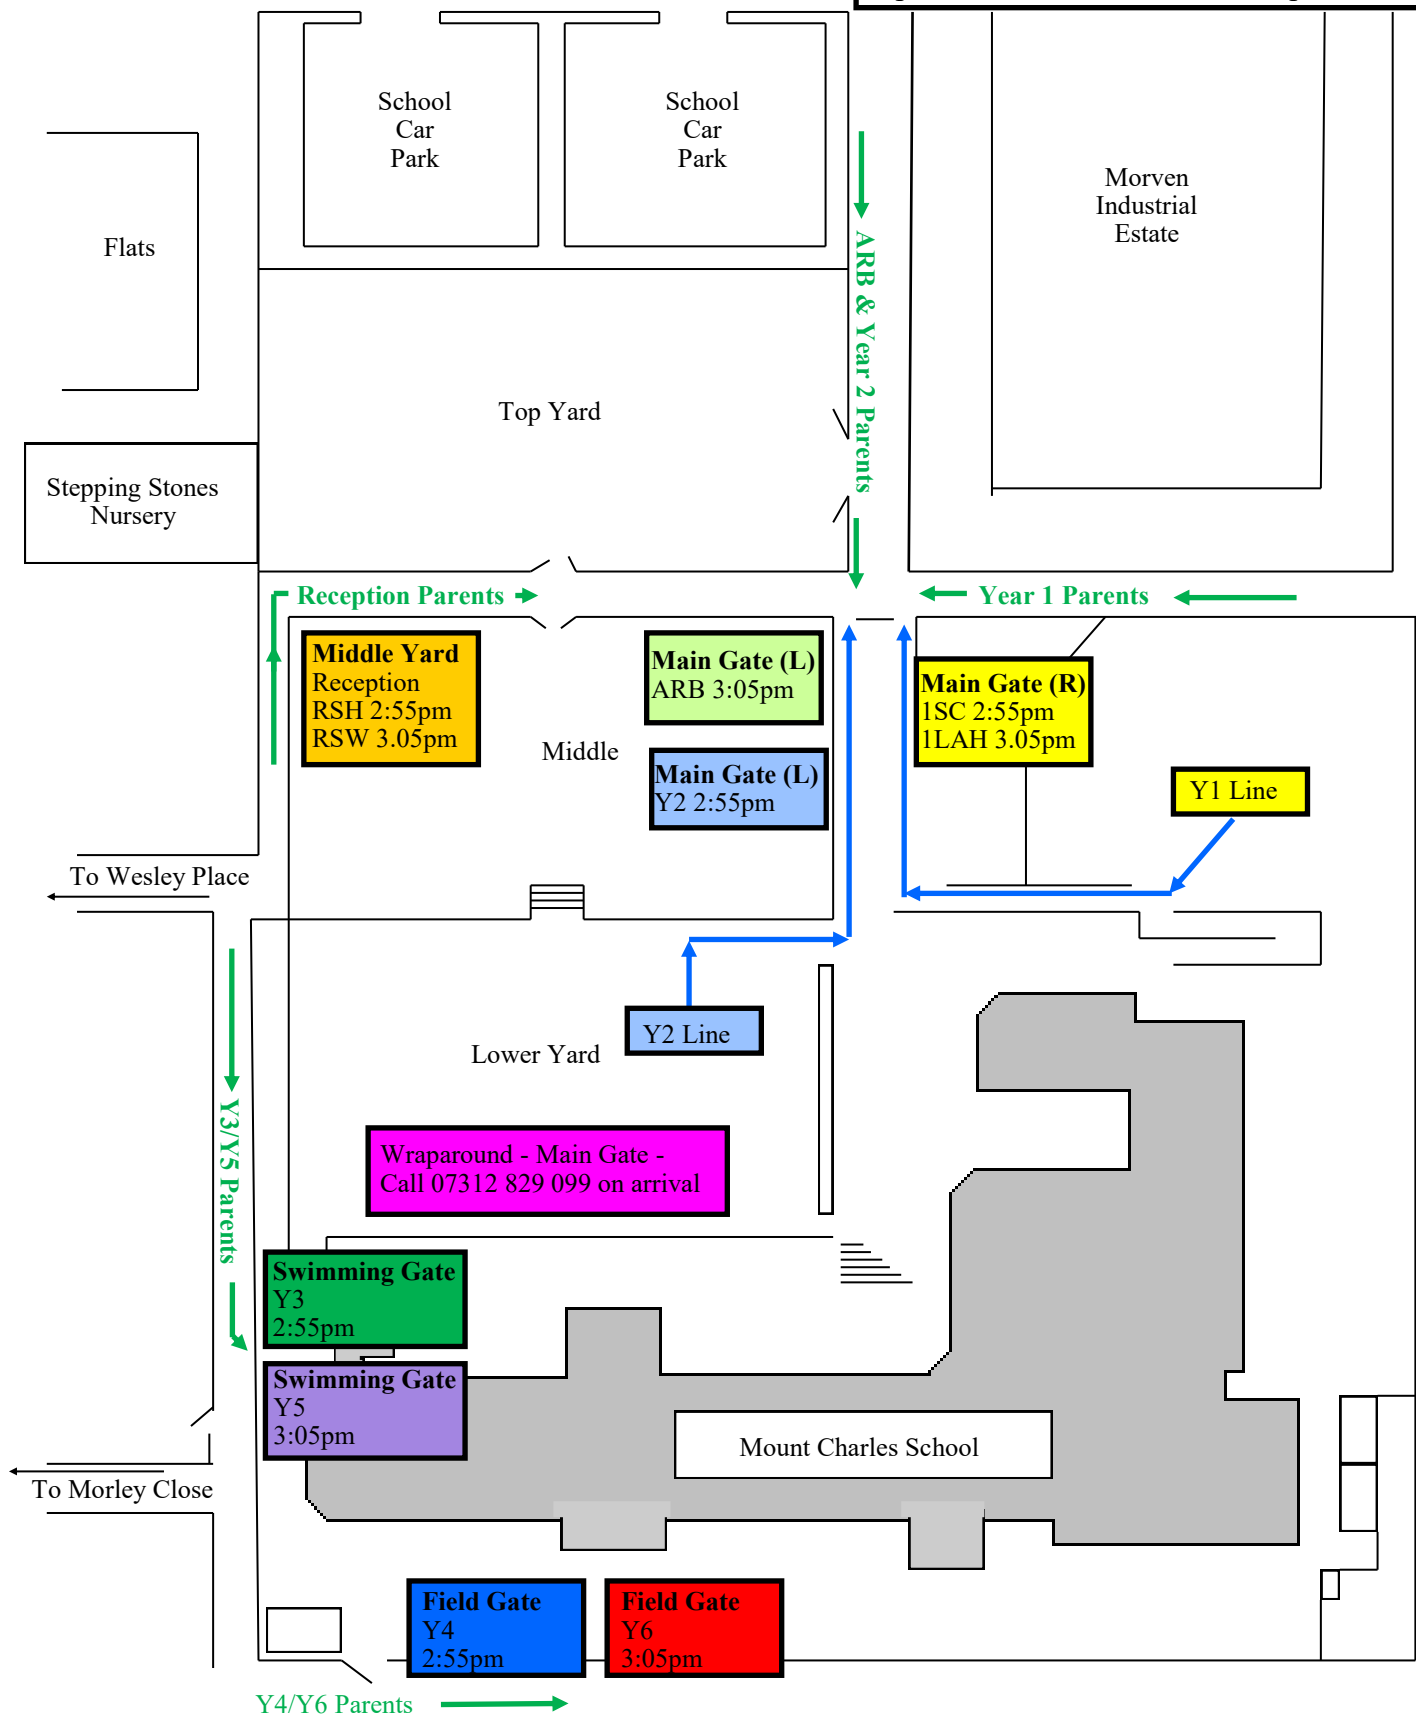 School
Car
Park
School
Car
Park
Morven
Industrial
Estate
Flats
ARB & Year 2 Parents
Top Yard
Stepping Stones
Nursery
Reception Parents
Year 1 Parents
Middle Yard
Reception
RSH 2:55pm
RSW 3.05pm
Main Gate (L)
ARB 3:05pm
Main Gate (R)
1SC 2:55pm
1LAH 3.05pm
Middle
Main Gate (L)
Y2 2:55pm
Y1 Line
To Wesley Place
Y2 Line
Lower Yard
Y3/Y5 Parents
Wraparound - Main Gate -
Call 07312 829 099 on arrival
Swimming Gate
Y3
2:55pm
Swimming Gate
Y5
3:05pm
Mount Charles School
To Morley Close
Field Gate
Y4
2:55pm
Field Gate
Y6
3:05pm
Y4/Y6 Parents